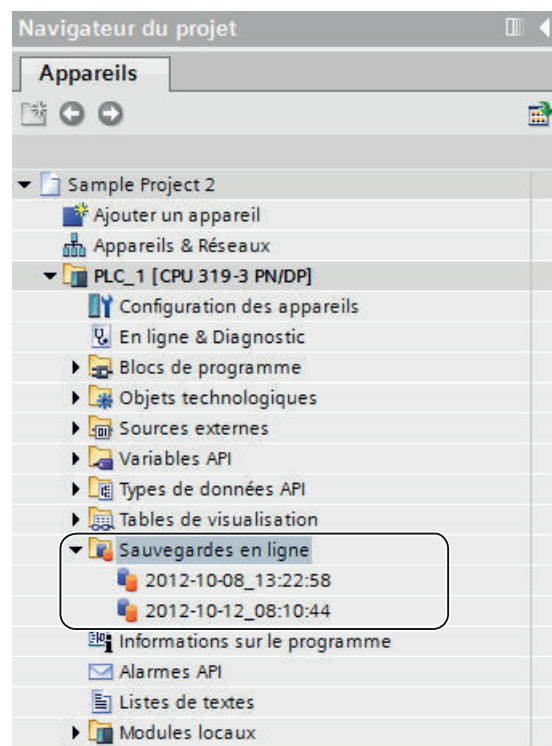 Navigateur du projet
Appareils
Sample Project 2
Ajouter un appareil
Appareils & Réseaux
PLC_1 [CPU 319-3 PN/DP]
Configuration des appareils
En ligne & Diagnostic
Blocs de programme
Objets technologiques
Sources externes
Variables API
Types de données API
Tables de visualisation
Sauvegardes en ligne
2012-10-08_13:22:58
2012-10-12_08:10:44
Informations sur le programme
Alarmes API
Listes de textes
Modules locaux